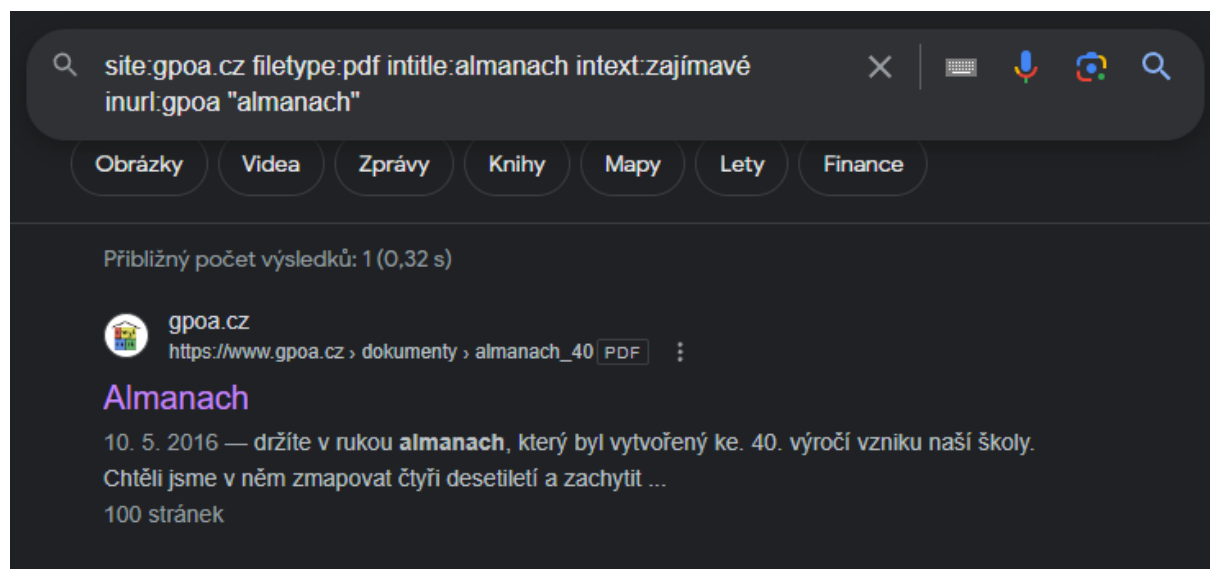 site:gpoa.cz filetype:pdf intitle:almanach intext:zajímavé
inurl:gpoa "almanach"
Obrázky Videa Zprávy Knihy Mapy Lety Finance
Přibližný počet výsledků: 1 (0,32 s)
gpoa.cz
https://www.gpoa.cz › dokumenty › almanach_40 PDF
Almanach
10. 5. 2016 — držíte v rukou almanach, který byl vytvořený ke. 40. výročí vzniku naší školy.
Chtěli jsme v něm zmapovat čtyři desetiletí a zachytit ...
100 stránek